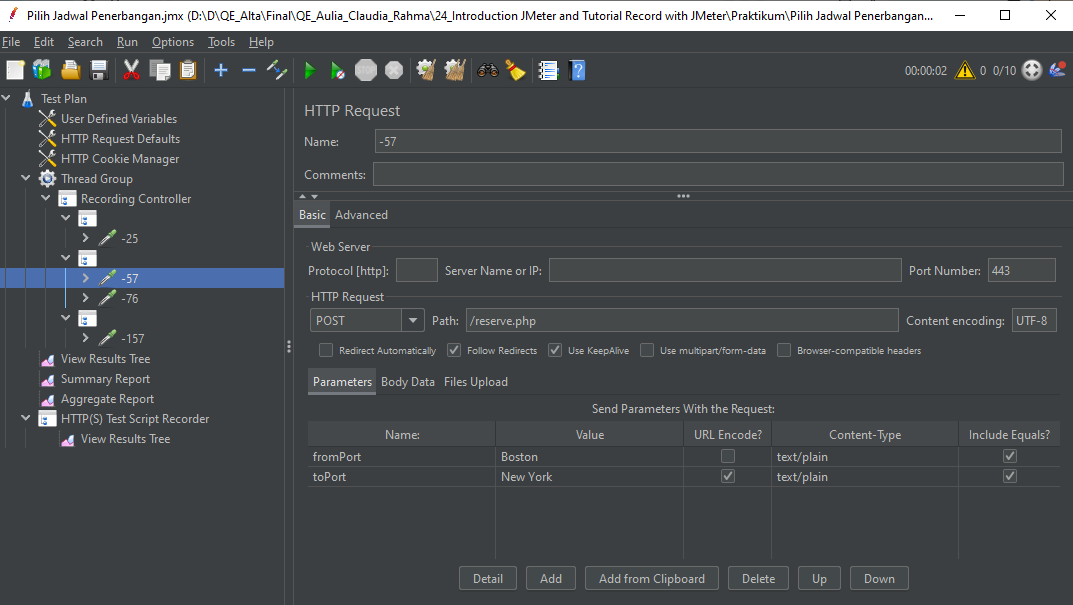 Pilih Jadwal Penerbangan.jmx (D:\D\QE_Alta\Final\QE_Aulia_Claudia_Rahma\24_Introduction JMeter and Tutorial Record with JMeter\Praktikum\Pilih Jadwal Penerbangan...
File Edit Search Run Options Tools Help
STOP 00:00:02 0 0/10
Test Plan
User Defined Variables
HTTP Request Defaults
HTTP Cookie Manager
Thread Group
Recording Controller
-25
-57
-76
-157
View Results Tree
Summary Report
Aggregate Report
HTTP(S) Test Script Recorder
View Results Tree
HTTP Request
Name: -57
Comments:
Basic Advanced
Web Server
Protocol [http]: Server Name or IP: Port Number: 443
HTTP Request
POST Path: /reserve.php Content encoding: UTF-8
Redirect Automatically Follow Redirects Use KeepAlive Use multipart/form-data Browser-compatible headers
Parameters Body Data Files Upload
Send Parameters With the Request:
Name: Value URL Encode? Content-Type Include Equals?
fromPort Boston text/plain
toPort New York text/plain
Detail Add Add from Clipboard Delete Up Down